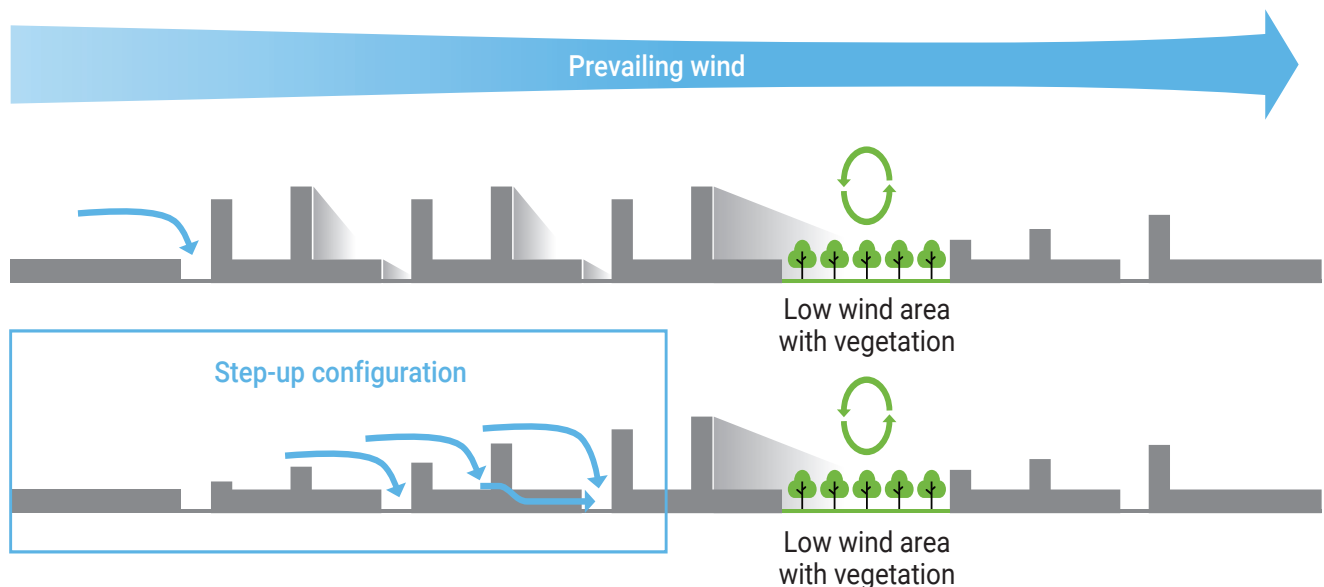 Prevailing wind
Low wind area
with vegetation
Step-up configuration
Low wind area
with vegetation